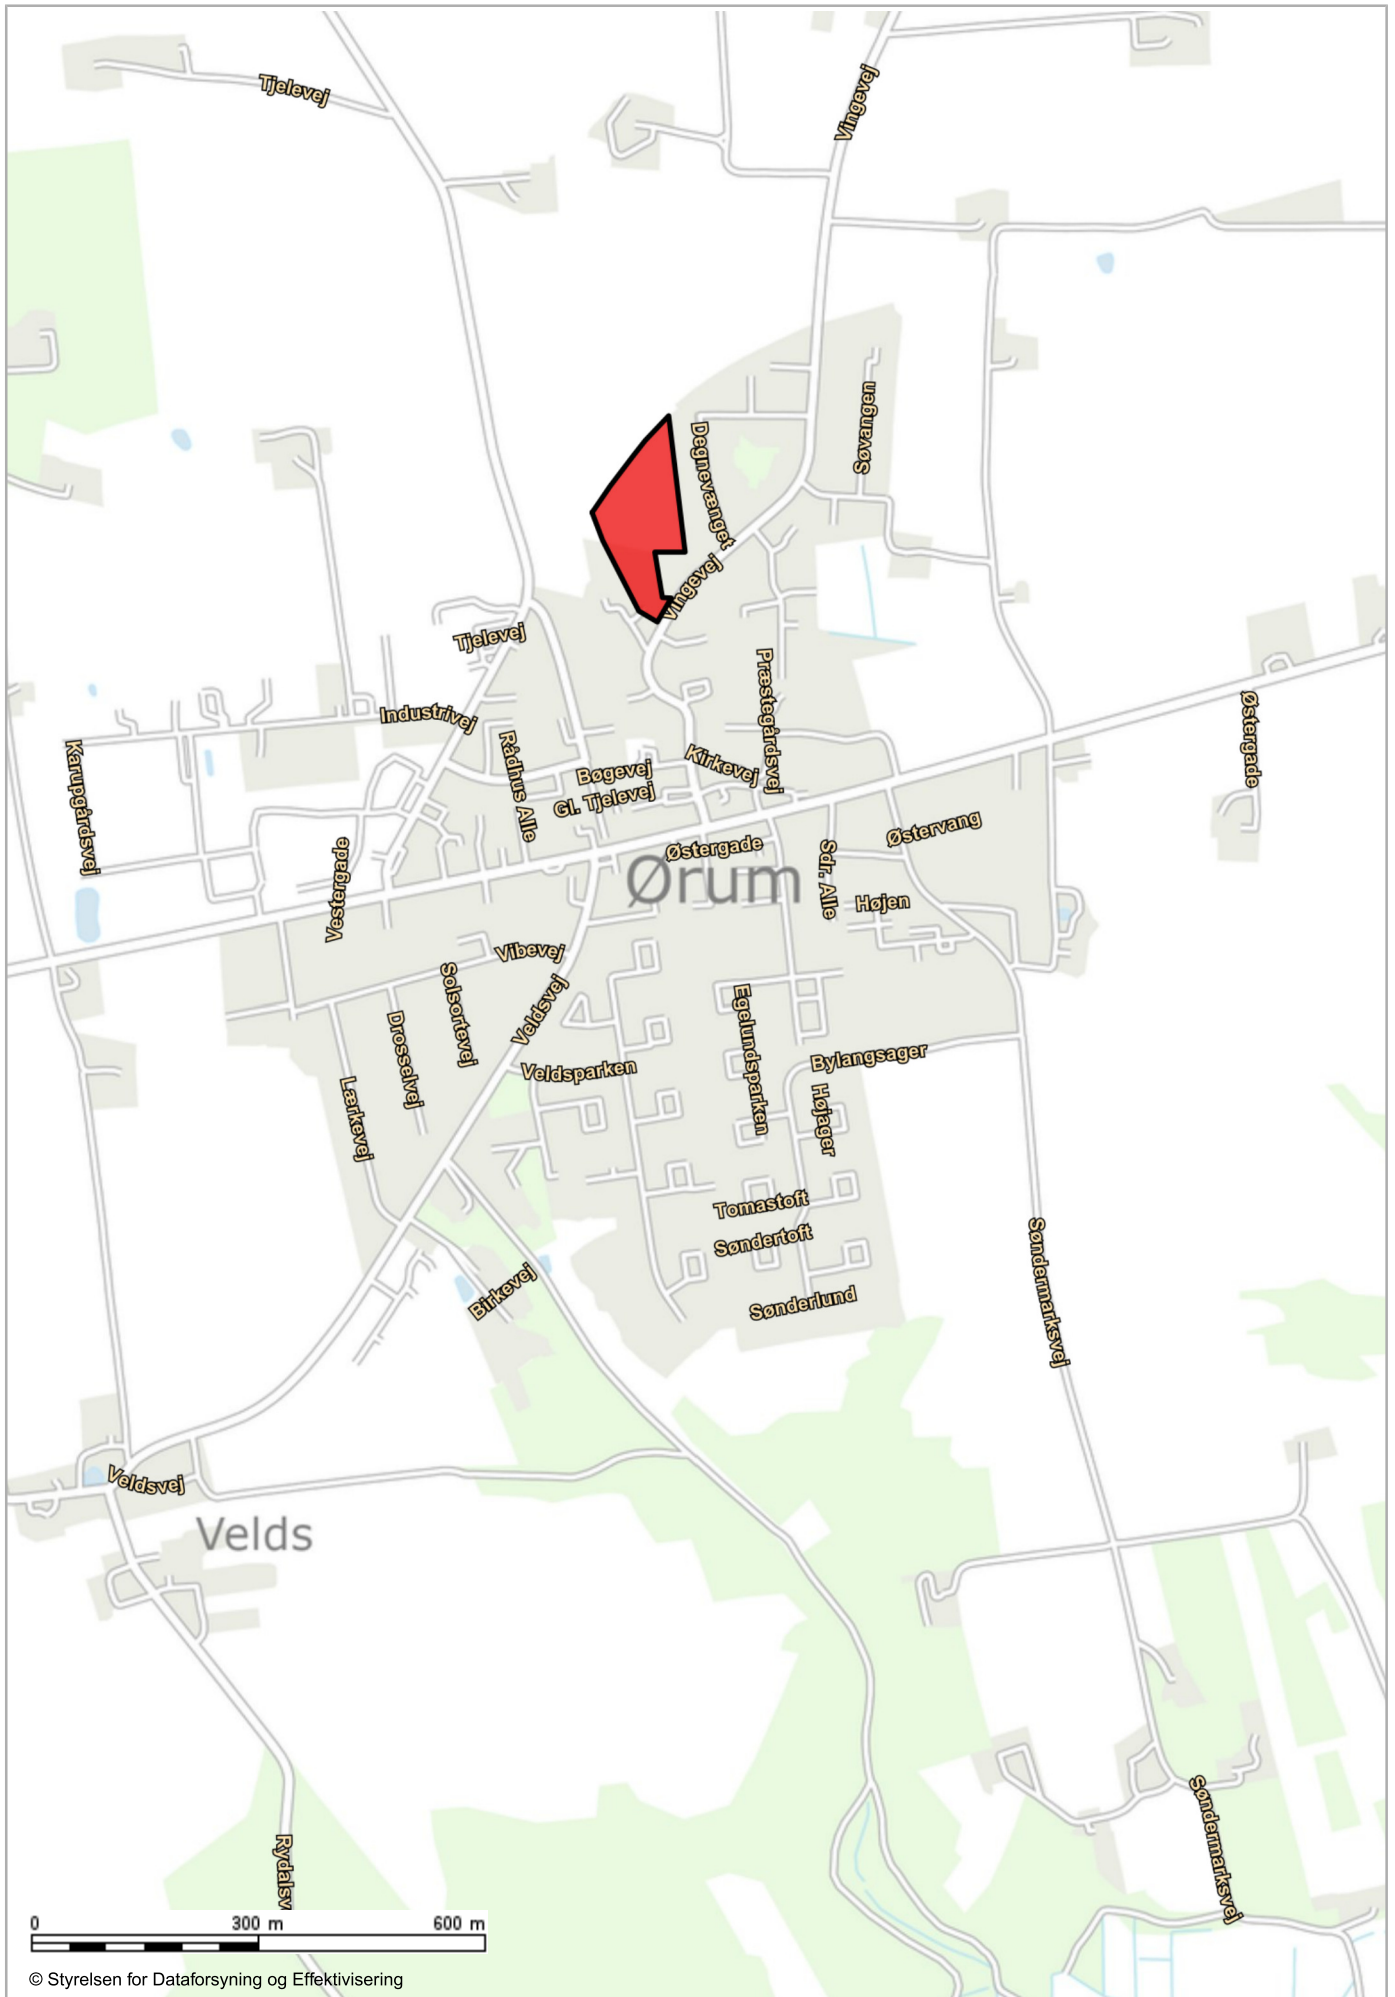 Tjelevej
Vingevej
Søvangen
Degnevænget
Vingevej
Tjelevej
Præstegårdsvej
Østergade
Industrivej
Karupgårdsvej
Rådhus Alle
Bøgevej
Kirkevej
Gl. Tjelevej
Østervang
Østergade
Sdr. Alle
Vestergade
Ørum
Højen
Vibevej
Solsortevej
Veldsvej
Egelundsparken
Drosselvej
Veldsparken
Bylangsager
Lærkevej
Højager
Tomastoft
Søndertoft
Søndermarksvej
Birkevej
Sønderlund
Veldsvej
Velds
Søndermarksvej
Rydalsv
0 300 m 600 m
© Styrelsen for Dataforsyning og Effektivisering